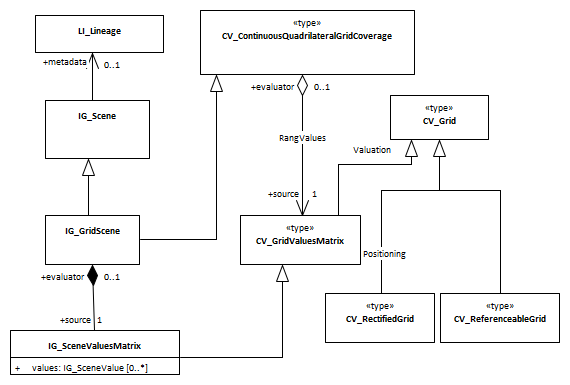 LI_Lineage
«type»
CV_ContinuousQuadrilateralGridCoverage
+metadata
0..1
+evaluator
0..1
IG_Scene
«type»
CV_Grid
RangValues
Valuation
+source
1
IG_GridScene
«type»
CV_GridValuesMatrix
Positioning
+evaluator
0..1
«type»
CV_RectifiedGrid
«type»
CV_ReferenceableGrid
+source
1
IG_SceneValuesMatrix
+ values: IG_SceneValue [0..*]